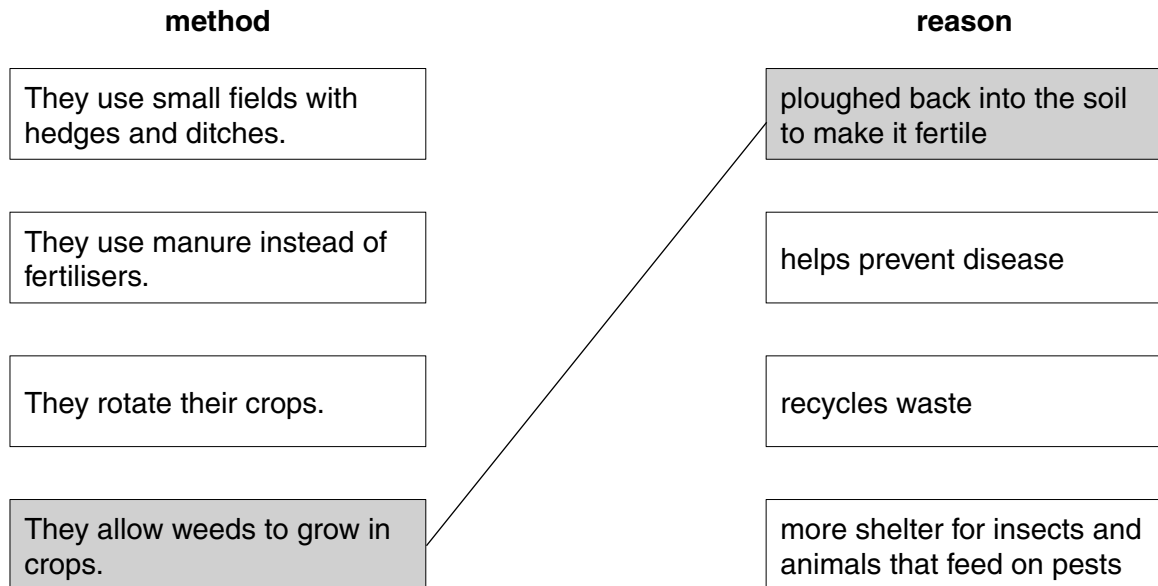 method
reason
They use small fields with
hedges and ditches.
ploughed back into the soil
to make it fertile
They use manure instead of
fertilisers.
helps prevent disease
They rotate their crops.
recycles waste
They allow weeds to grow in
crops.
more shelter for insects and
animals that feed on pests